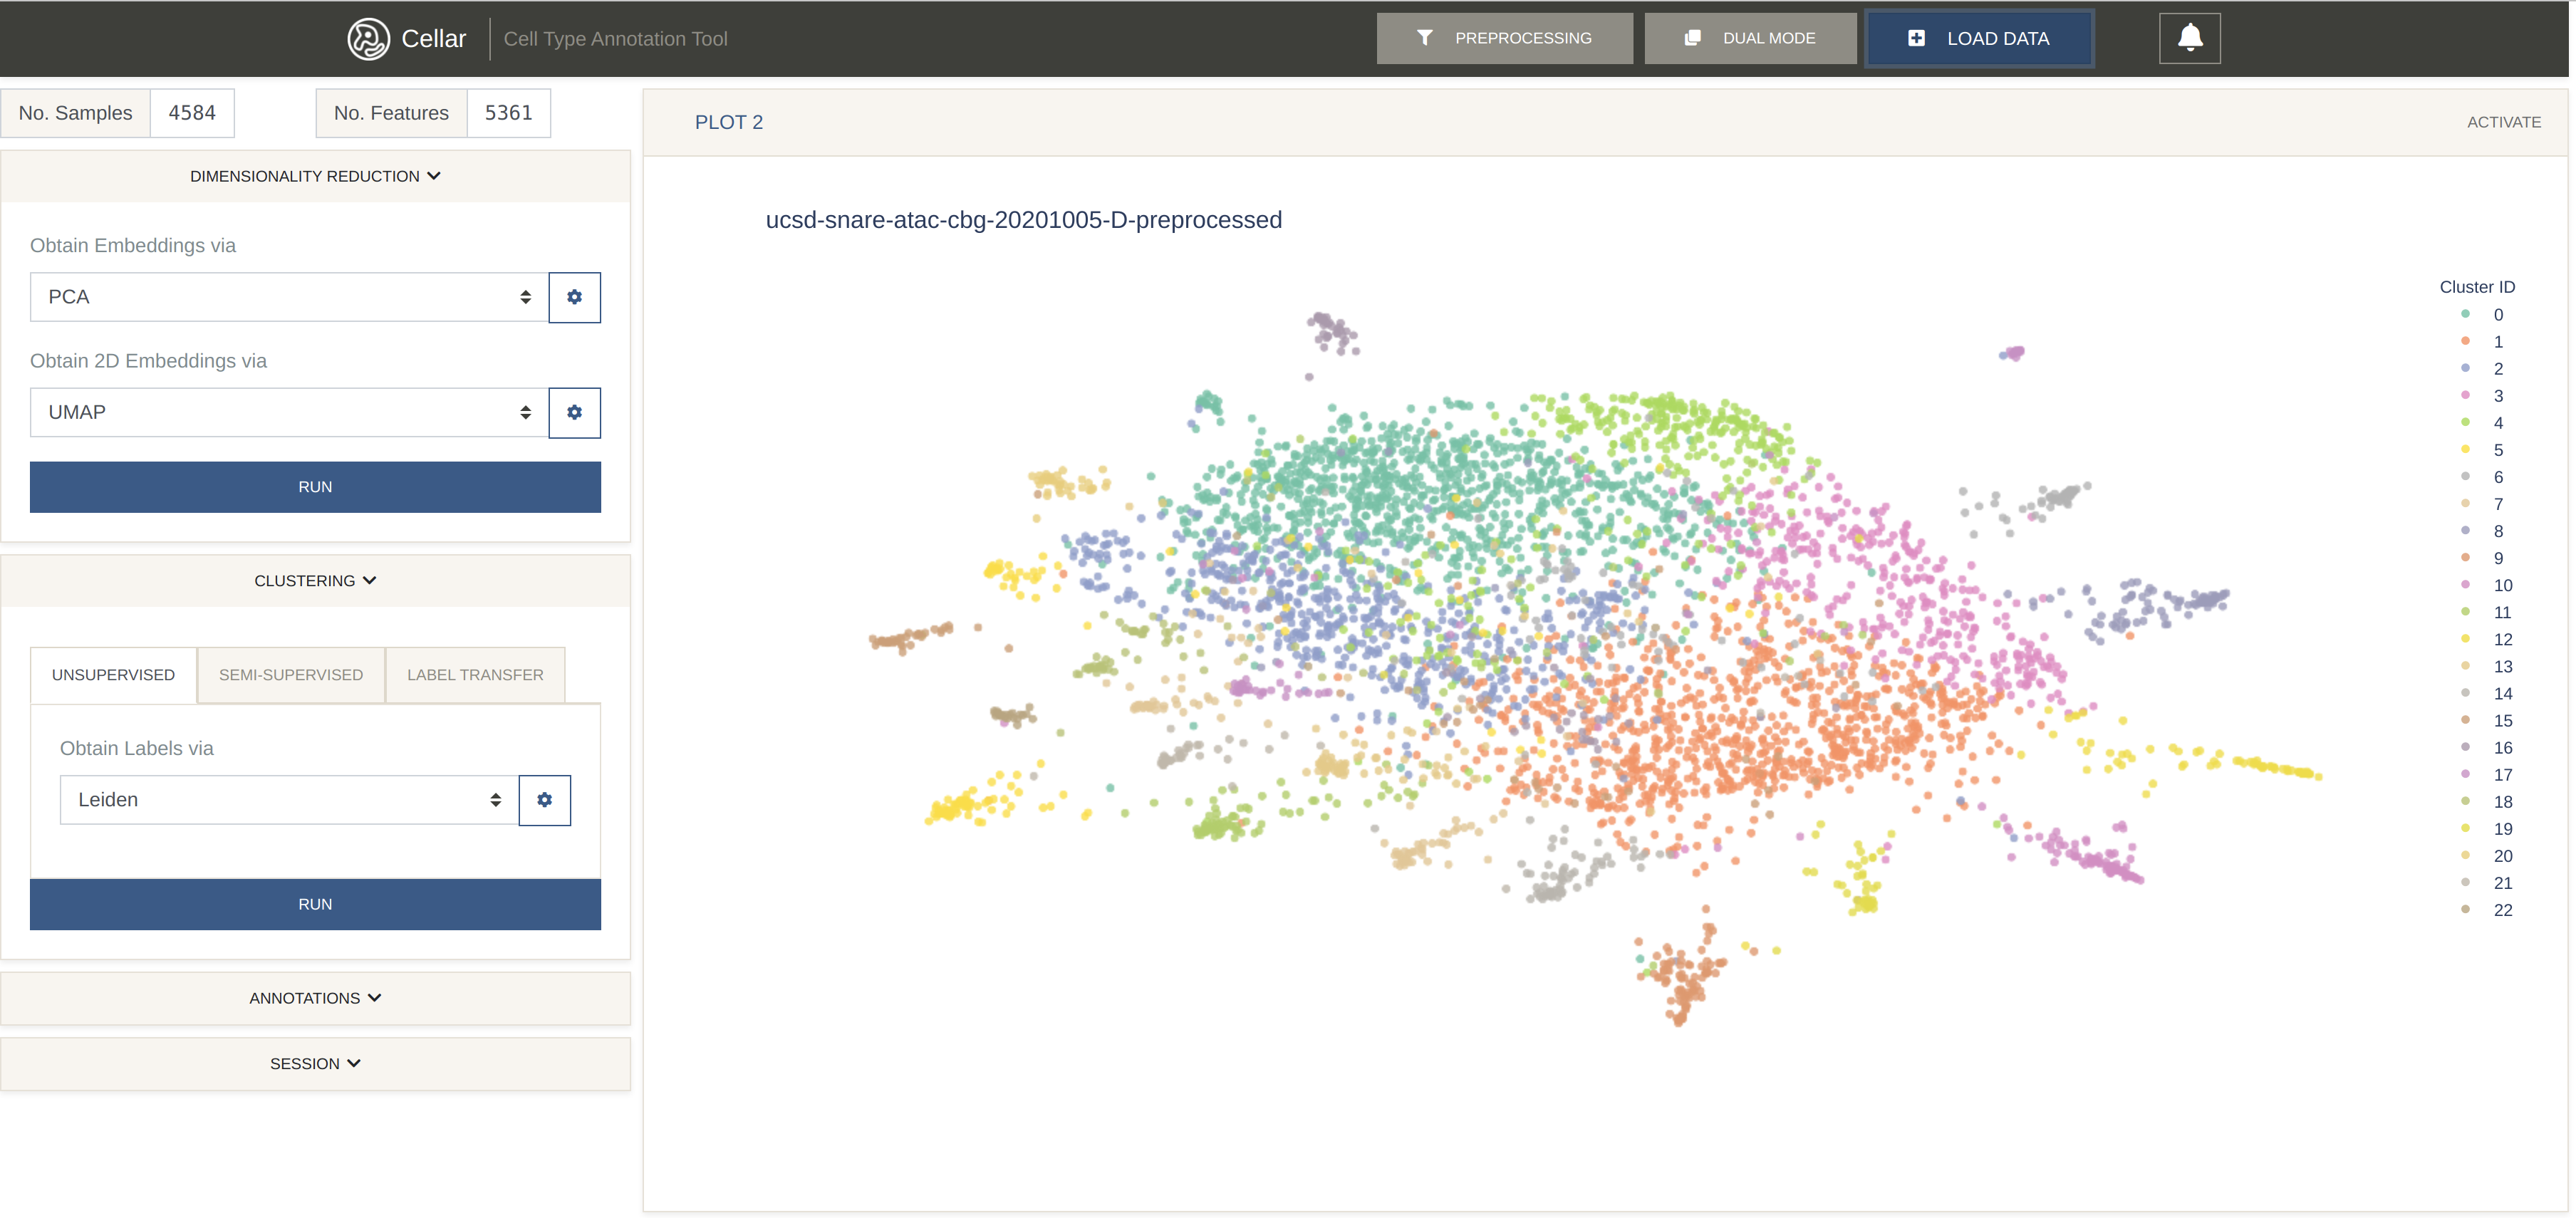 Cellar
Cell Type Annotation Tool
PREPROCESSING
DUAL MODE
LOAD DATA
No. Samples 4584
No. Features 5361
DIMENSIONALITY REDUCTION
Obtain Embeddings via
PCA
Obtain 2D Embeddings via
UMAP
RUN
CLUSTERING
UNSUPERVISED
SEMI-SUPERVISED
LABEL TRANSFER
Obtain Labels via
Leiden
RUN
ANNOTATIONS
SESSION
PLOT 2
ACTIVATE
ucsd-snare-atac-cbg-20201005-D-preprocessed
Cluster ID
0
1
2
3
4
5
6
7
8
9
10
11
12
13
14
15
16
17
18
19
20
21
22